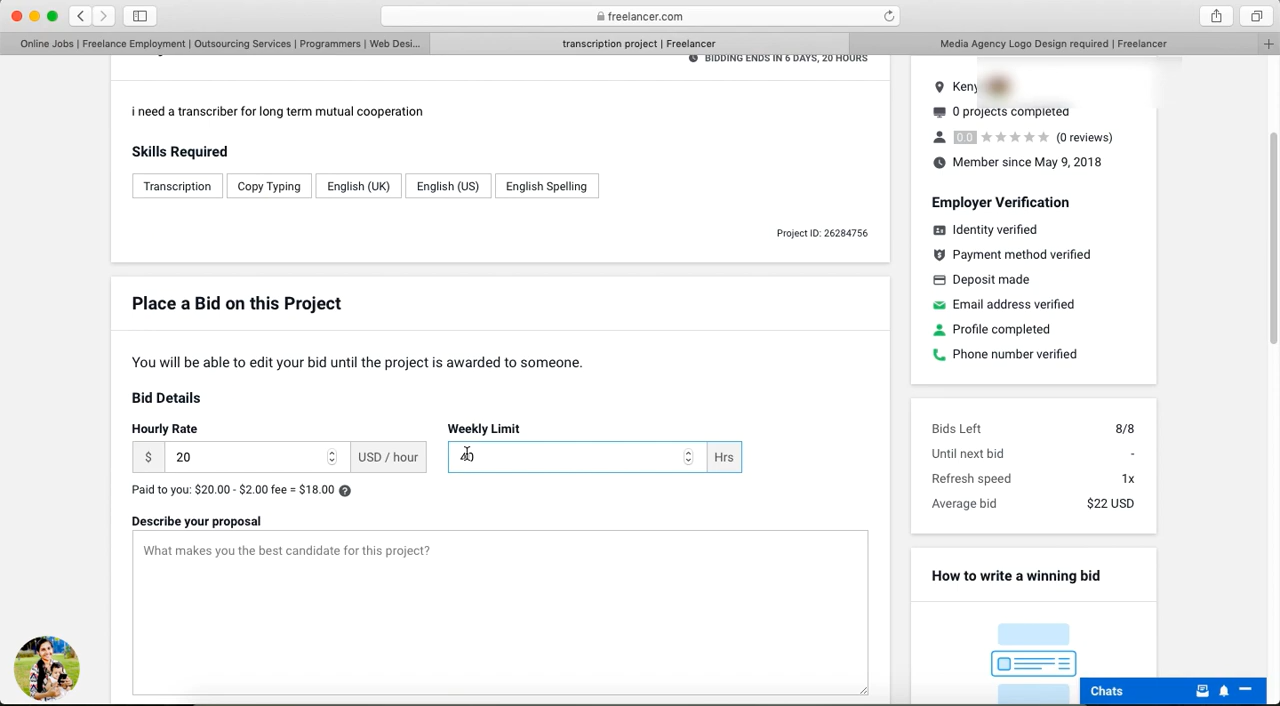 freelancer.com
Online Jobs | Freelance Employment | Outsourcing Services | Programmers | Web Desi...
transcription project | Freelancer
Media Agency Logo Design required | Freelancer
BIDDING ENDS IN 6 DAYS, 20 HOURS
i need a transcriber for long term mutual cooperation
Skills Required
Transcription
Copy Typing
English (UK)
English (US)
English Spelling
Project ID: 26284756
Place a Bid on this Project
You will be able to edit your bid until the project is awarded to someone.
Bid Details
Hourly Rate
Weekly Limit
$ 20 USD / hour
40 Hrs
Paid to you: $20.00 - $2.00 fee = $18.00 ?
Describe your proposal
What makes you the best candidate for this project?
0 projects completed
0.0 (0 reviews)
Member since May 9, 2018
Employer Verification
Identity verified
Payment method verified
Deposit made
Email address verified
Profile completed
Phone number verified
Bids Left 8/8
Until next bid -
Refresh speed 1x
Average bid $22 USD
How to write a winning bid
Chats